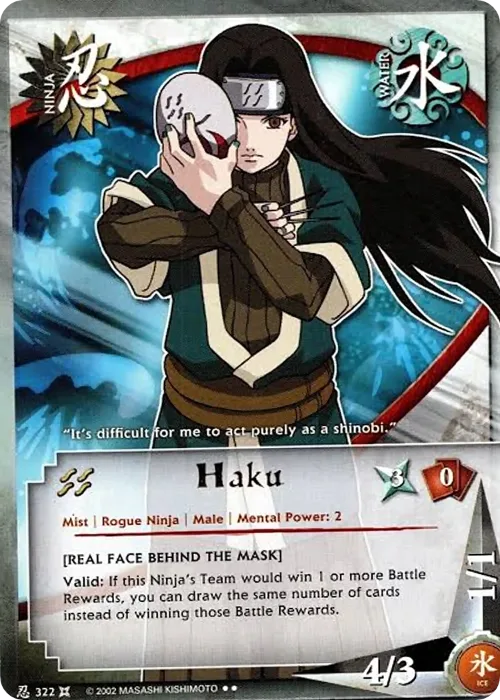 NINJA
忍
WATER
水
"It's difficult for me to act purely as a shinobi."
Haku
3
0
Mist | Rogue Ninja | Male | Mental Power: 2
[REAL FACE BEHIND THE MASK]
Valid: If this Ninja's Team would win 1 or more Battle
Rewards, you can draw the same number of cards
instead of winning those Battle Rewards.
1/1
4/3
氷
ICE
忍 322
© 2002 MASASHI KISHIMOTO